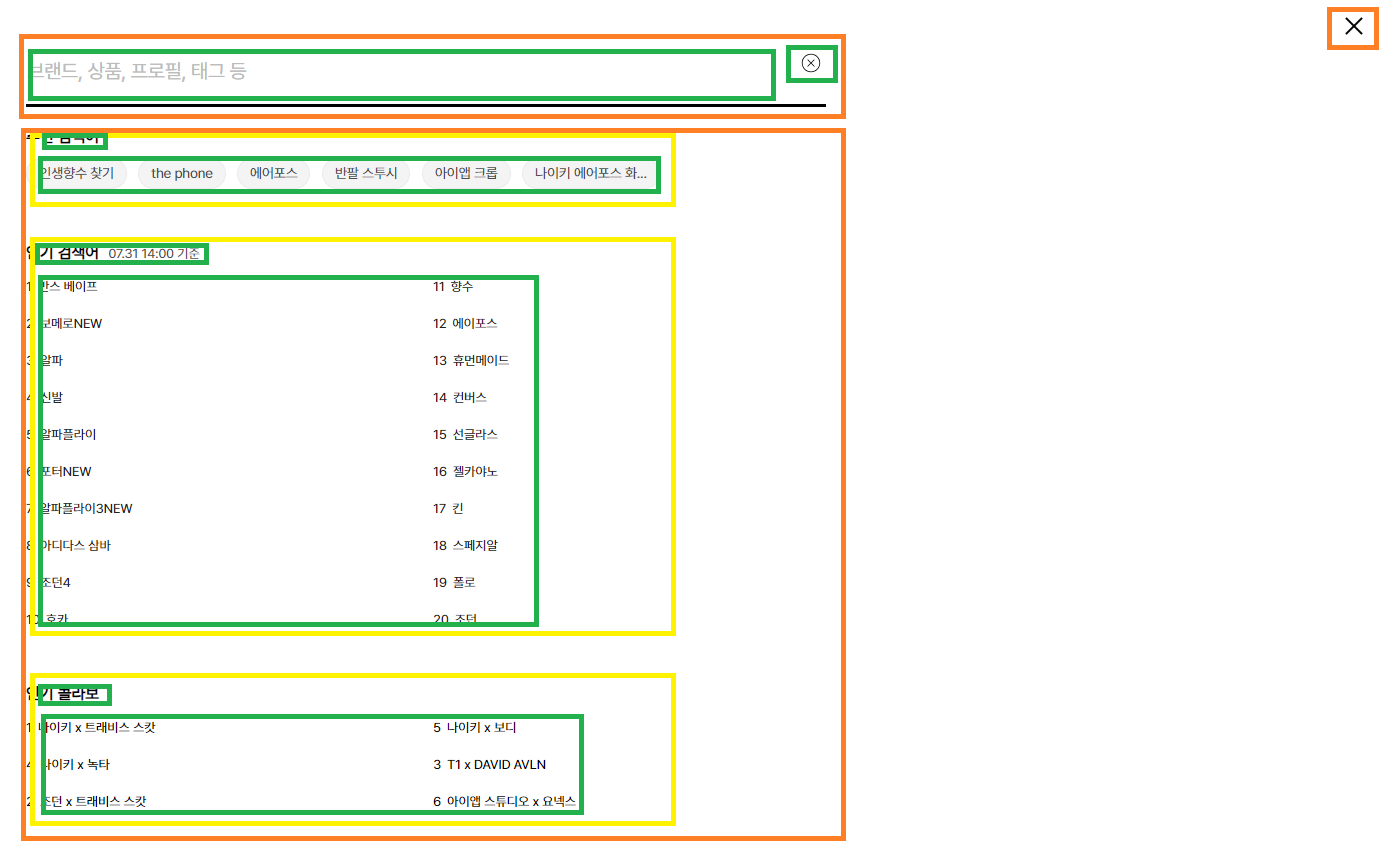 브랜드, 상품, 프로필, 태그 등
추천 검색어
인생향수 찾기 the phone 에어포스 반팔 스투시 아이앱 크롭 나이키 에어포스 화...
인기 검색어 07.31 14:00 기준
1 반스 베이프
11 향수
2 보메로NEW
12 에이포스
3 알파
13 휴먼메이드
4 신발
14 컨버스
5 알파플라이
15 선글라스
6 포터NEW
16 젤카야노
7 알파플라이3NEW
17 킨
8 아디다스 삼바
18 스페지알
9 조던4
19 폴로
10 호카
20 조던
인기 콜라보
1 나이키 x 트래비스 스캇
5 나이키 x 보디
4 나이키 x 녹타
3 T1 x DAVID AVLN
2 조던 x 트래비스 스캇
6 아이앱 스튜디오 x 요넥스